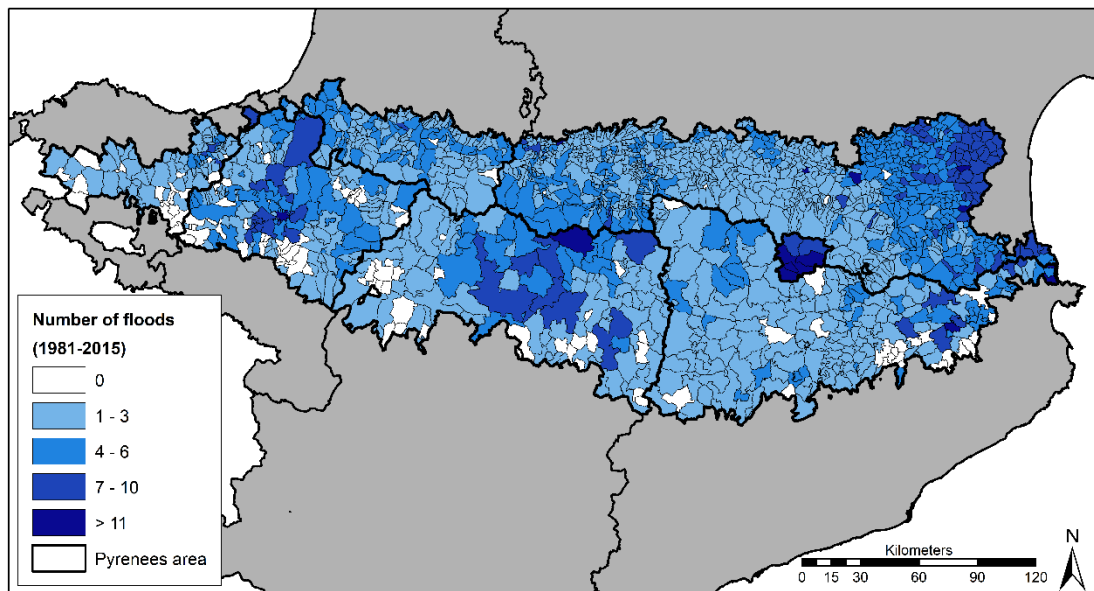 Number of floods
(1981-2015)
0
1 - 3
4 - 6
7 - 10
> 11
Pyrenees area
N
Kilometers
0 15 30 60 90 120